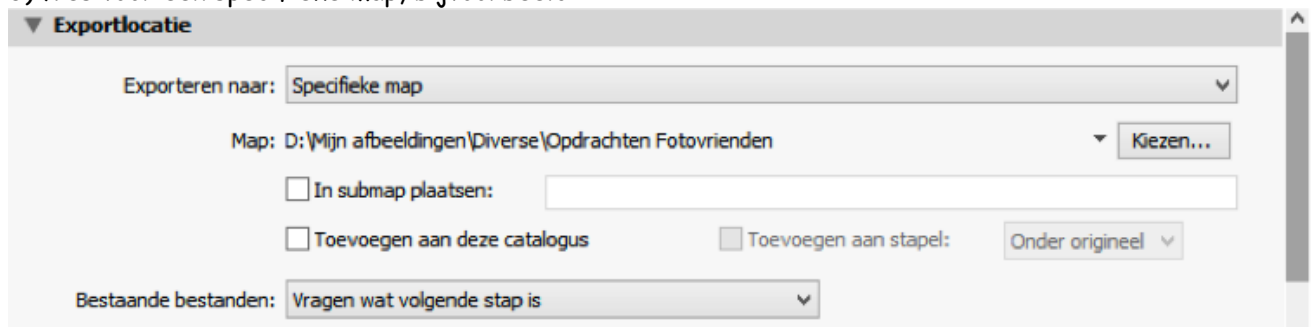 Exportlocatie
Exporteren naar: Specifieke map
Map: D:\Mijn afbeeldingen\Diverse\Opdrachten Fotovrienden Kiezen...
In submap plaatsen:
Toevoegen aan deze catalogus Toevoegen aan stapel: Onder origineel
Bestaande bestanden: Vragen wat volgende stap is